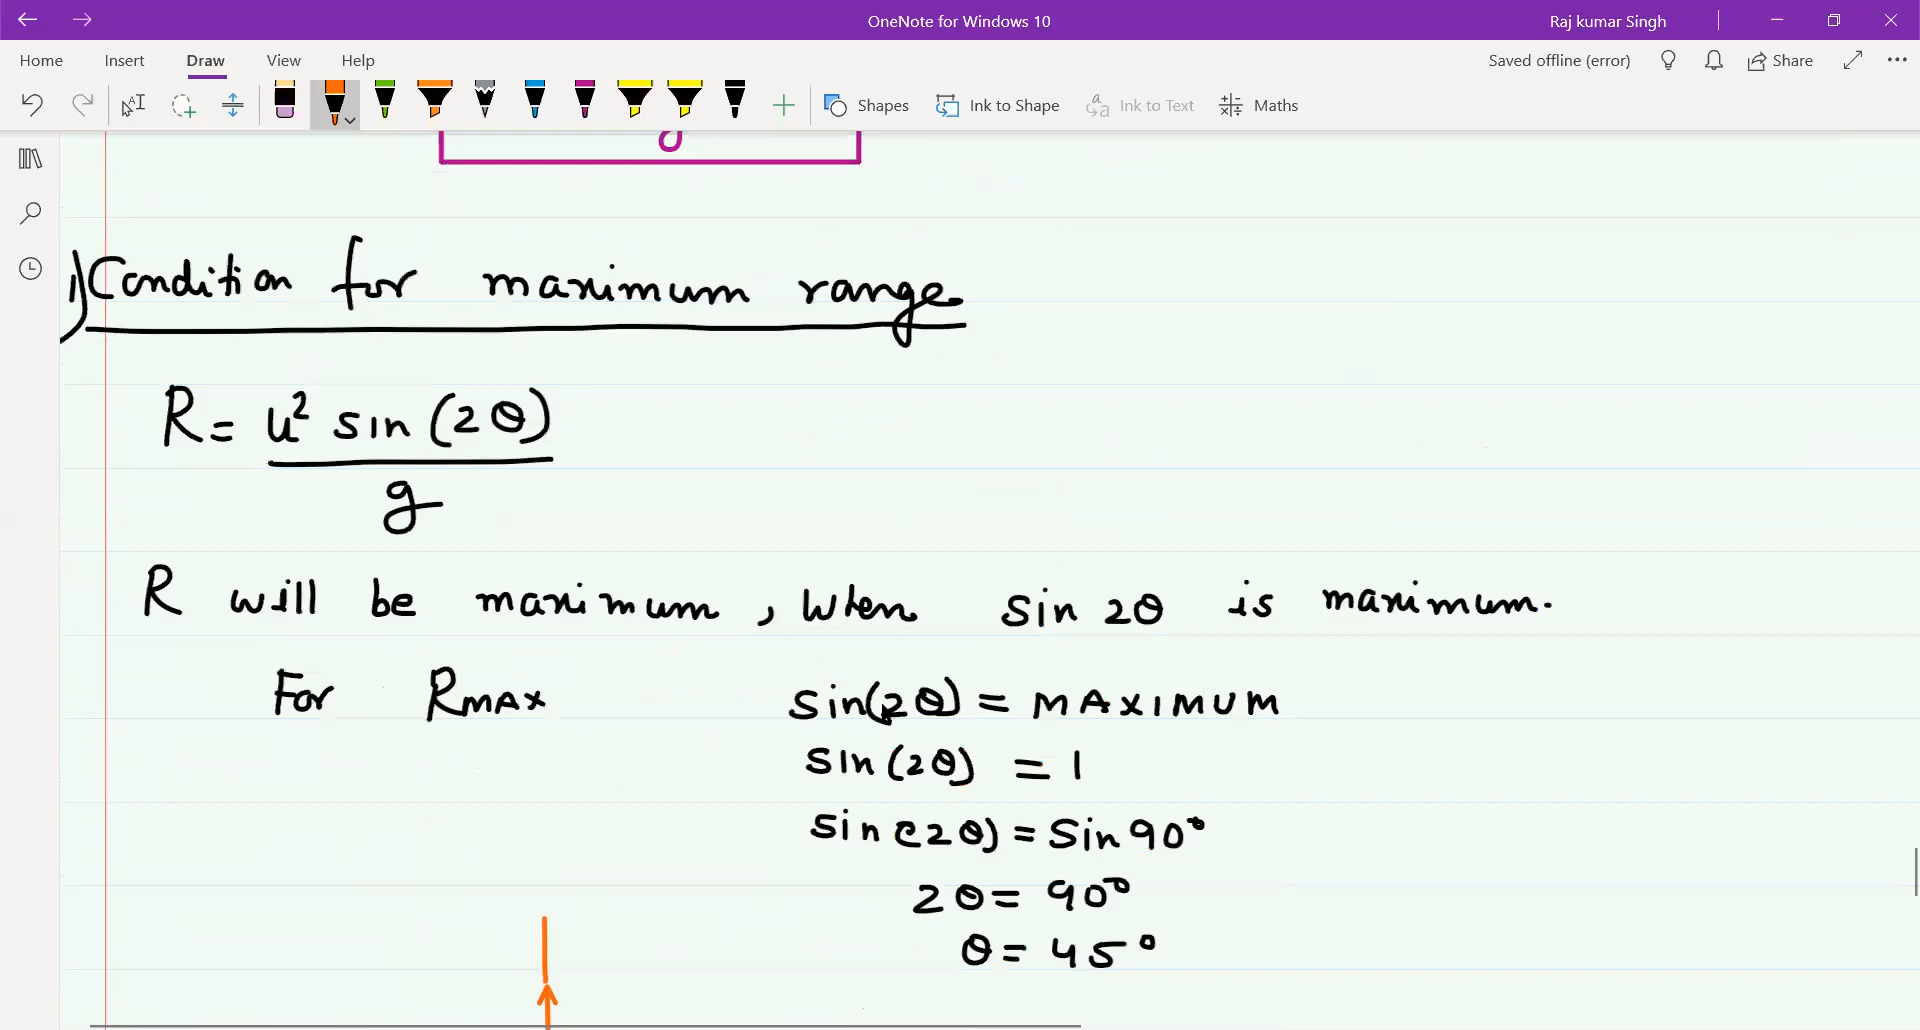 OneNote for Windows 10
Raj kumar Singh
Home Insert Draw View Help
Saved offline (error) Share
Shapes Ink to Shape Ink to Text Maths
g
1) Condition for maximum range
R = u² sin (2θ)
g
R will be maximum, when sin 2θ is maximum.
For RMAX sin(2θ) = MAXIMUM
sin (2θ) = 1
sin (2θ) = Sin 90°
2θ = 90°
θ = 45°